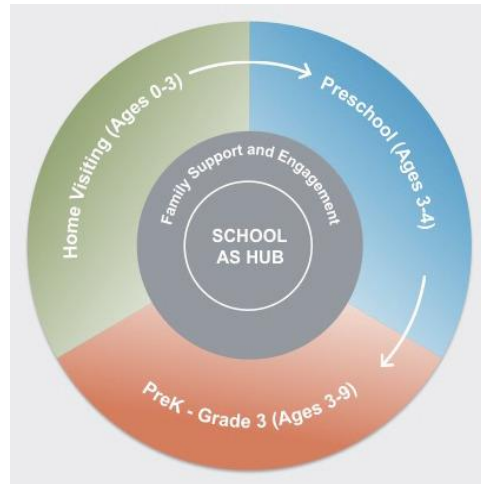 Home Visiting (Ages 0-3)
Preschool (Ages 3-4)
Family Support and Engagement
SCHOOL
AS HUB
PreK - Grade 3 (Ages 3-9)